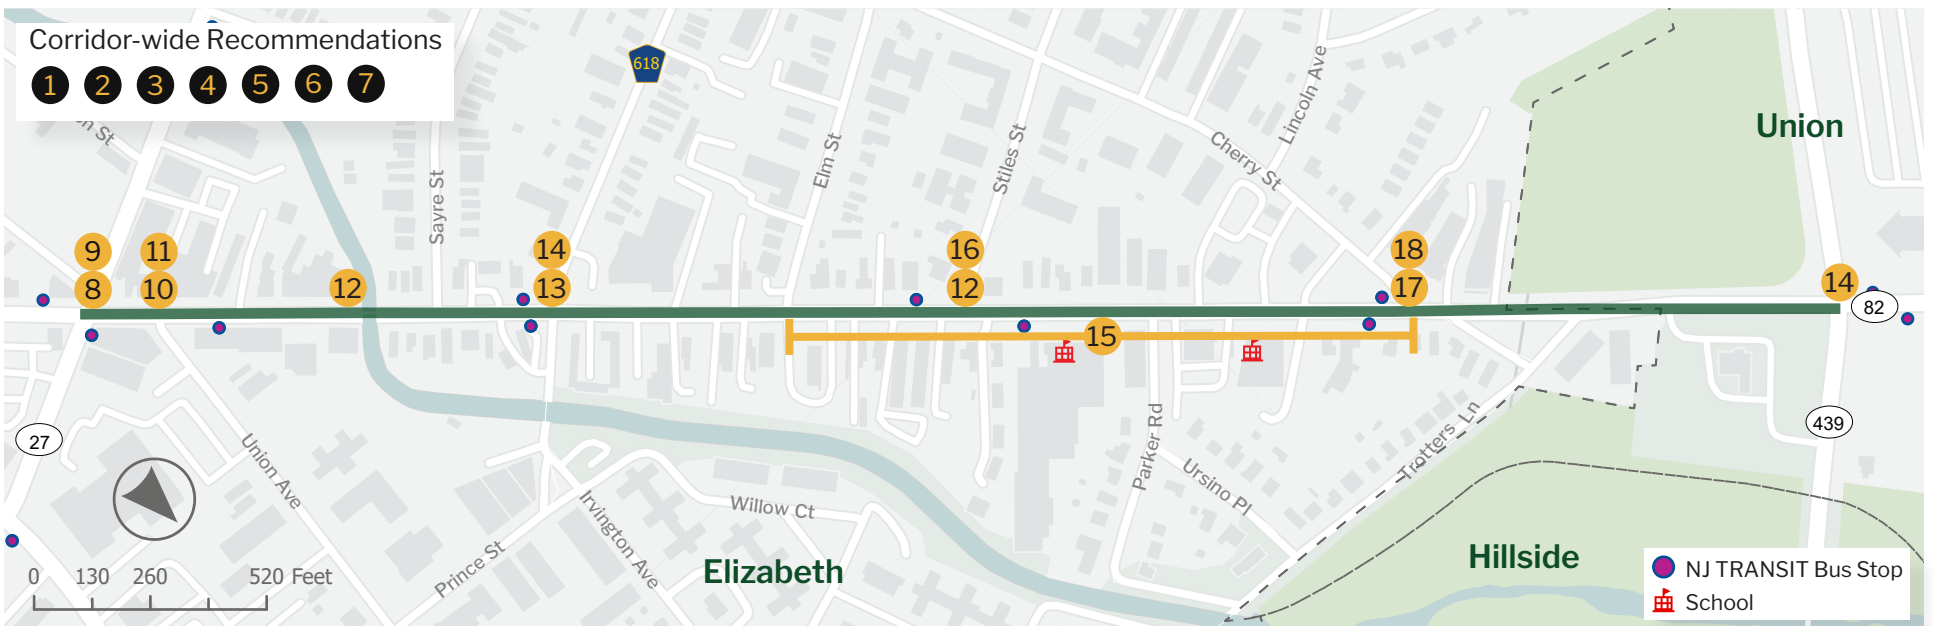 Corridor-wide Recommendations
1 2 3 4 5 6 7
618
Union
Sayre St
Elm St
Stiles St
Cherry St
Lincoln Ave
9
8
11
10
12
14
13
16
12
18
17
14
82
15
27
439
Union Ave
Prince St
Irvington Ave
Willow Ct
Parker Rd
Ursino Pl
Trotters Ln
Elizabeth
Hillside
0 130 260 520 Feet
NJ TRANSIT Bus Stop
School